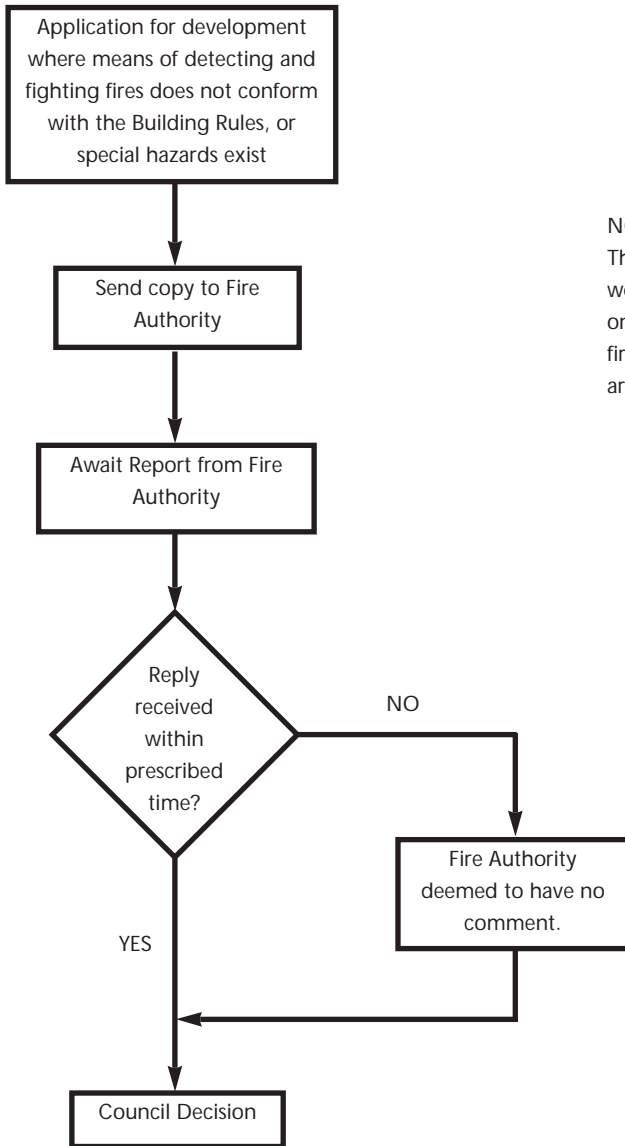 Application for development
where means of detecting and
fighting fires does not conform
with the Building Rules, or
special hazards exist
Send copy to Fire
Authority
Await Report from Fire
Authority
Reply
received
within
prescribed
time?
NO
Fire Authority
deemed to have no
comment.
YES
Council Decision